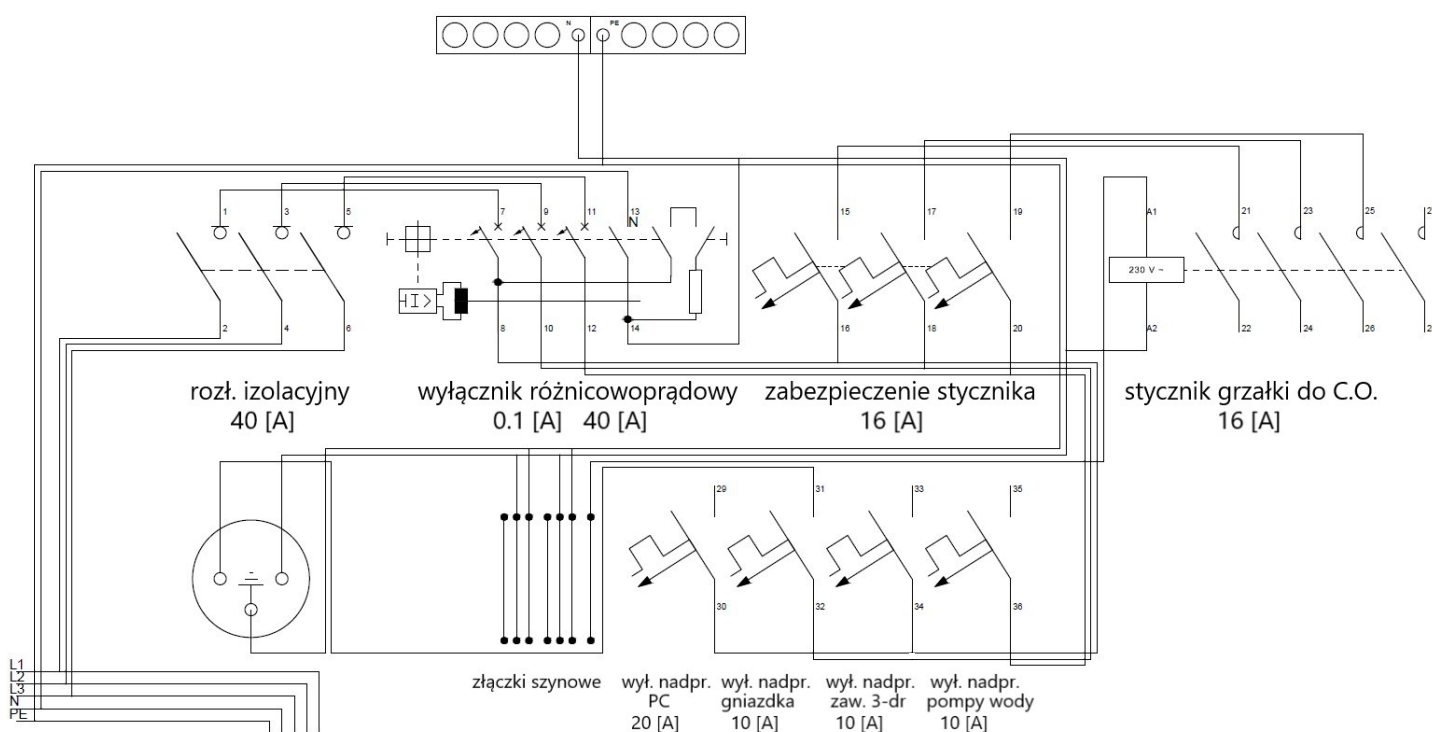 N PE
1 3 5 7 9 11 13 15 17 19 A1 21 23 25 2
N
230 V ~
I >
2 4 6 8 10 12 14 16 18 20 A2 22 24 26 2
rozł. izolacyjny
40 [A]
wyłącznik różnicowoprądowy
0.1 [A] 40 [A]
zabezpieczenie stycznika
16 [A]
stycznik grzałki do C.O.
16 [A]
29 31 33 35
30 32 34 36
złączki szynowe
wył. nadpr.
PC
20 [A]
wył. nadpr.
gniazdka
10 [A]
wył. nadpr.
zaw. 3-dr
10 [A]
wył. nadpr.
pompy wody
10 [A]
L1
L2
L3
N
PE